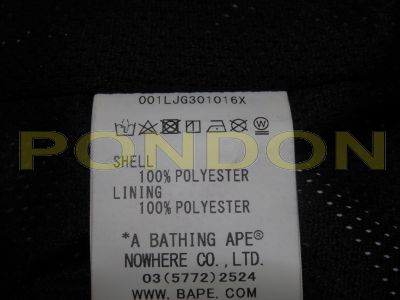 001LJG301016X
PONDON
SHELL
100% POLYESTER
LINING
100% POLYESTER
*A BATHING APE®
NOWHERE CO.,LTD.
03(5772)2524
WWW.BAPE.COM